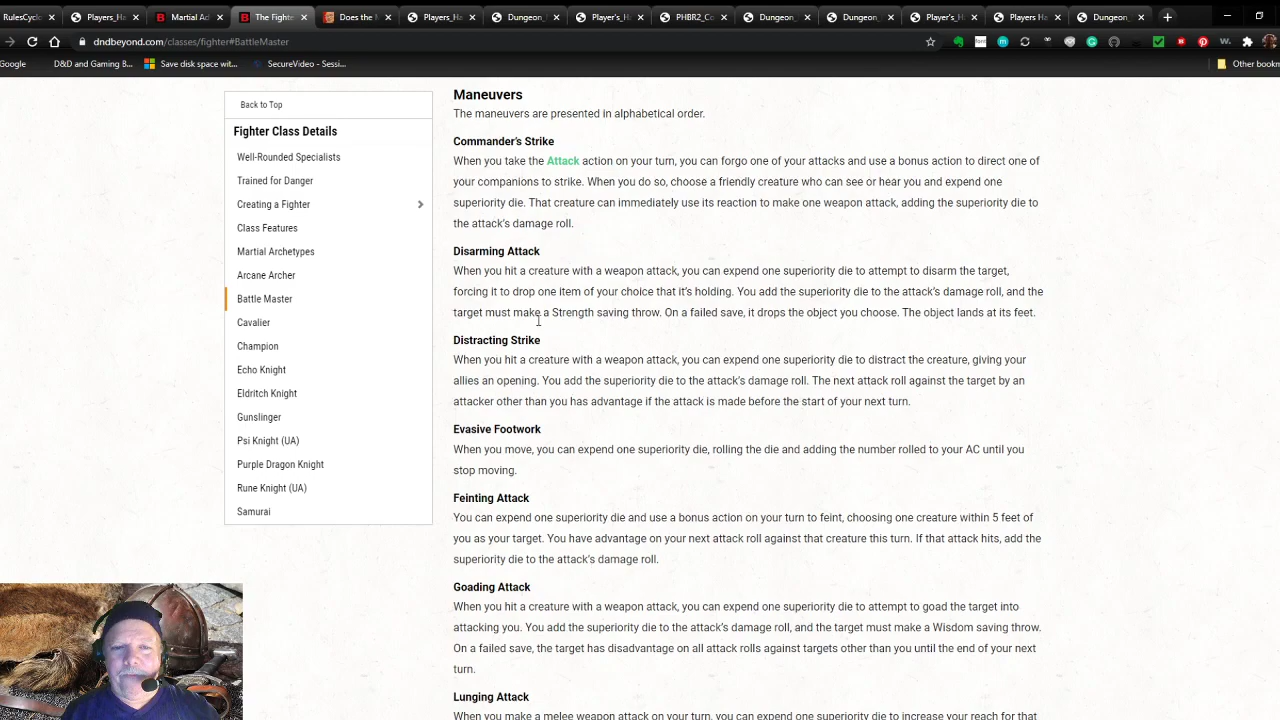 RulesCycl
Players_Ha
Martial Ad
The Fighte
Does the M
Players_Ha
Dungeon_
Player's_Ha
PHBR2_Co
Dungeon_
Dungeon_
Player's_Ha
Players Ha
Dungeon_
dndbeyond.com/classes/fighter#BattleMaster
Google
D&D and Gaming B...
Save disk space wit...
SecureVideo - Sessi...
Other bookm
Back to Top
Fighter Class Details
Well-Rounded Specialists
Trained for Danger
Creating a Fighter
Class Features
Martial Archetypes
Arcane Archer
Battle Master
Cavalier
Champion
Echo Knight
Eldritch Knight
Gunslinger
Psi Knight (UA)
Purple Dragon Knight
Rune Knight (UA)
Samurai
Maneuvers
The maneuvers are presented in alphabetical order.
Commander’s Strike
When you take the Attack action on your turn, you can forgo one of your attacks and use a bonus action to direct one of
your companions to strike. When you do so, choose a friendly creature who can see or hear you and expend one
superiority die. That creature can immediately use its reaction to make one weapon attack, adding the superiority die to
the attack’s damage roll.
Disarming Attack
When you hit a creature with a weapon attack, you can expend one superiority die to attempt to disarm the target,
forcing it to drop one item of your choice that it’s holding. You add the superiority die to the attack’s damage roll, and the
target must make a Strength saving throw. On a failed save, it drops the object you choose. The object lands at its feet.
Distracting Strike
When you hit a creature with a weapon attack, you can expend one superiority die to distract the creature, giving your
allies an opening. You add the superiority die to the attack’s damage roll. The next attack roll against the target by an
attacker other than you has advantage if the attack is made before the start of your next turn.
Evasive Footwork
When you move, you can expend one superiority die, rolling the die and adding the number rolled to your AC until you
stop moving.
Feinting Attack
You can expend one superiority die and use a bonus action on your turn to feint, choosing one creature within 5 feet of
you as your target. You have advantage on your next attack roll against that creature this turn. If that attack hits, add the
superiority die to the attack’s damage roll.
Goading Attack
When you hit a creature with a weapon attack, you can expend one superiority die to attempt to goad the target into
attacking you. You add the superiority die to the attack’s damage roll, and the target must make a Wisdom saving throw.
On a failed save, the target has disadvantage on all attack rolls against targets other than you until the end of your next
turn.
Lunging Attack
When you make a melee weapon attack on your turn, you can expend one superiority die to increase your reach for that